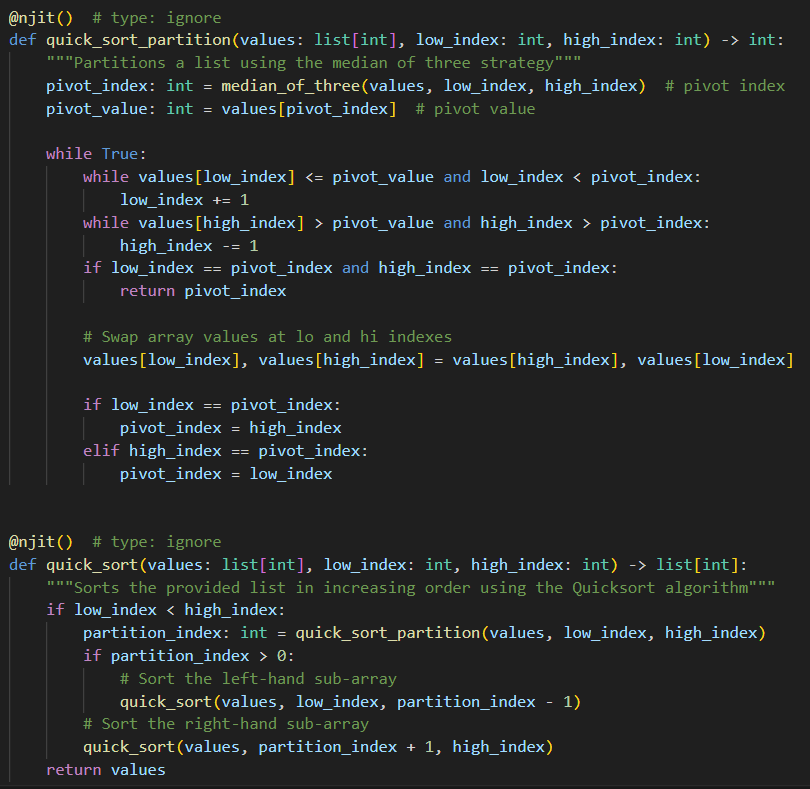 @njit()  # type: ignore
def quick_sort_partition(values: list[int], low_index: int, high_index: int) -> int:
    """Partitions a list using the median of three strategy"""
    pivot_index: int = median_of_three(values, low_index, high_index)  # pivot index
    pivot_value: int = values[pivot_index]  # pivot value

    while True:
        while values[low_index] <= pivot_value and low_index < pivot_index:
            low_index += 1
        while values[high_index] > pivot_value and high_index > pivot_index:
            high_index -= 1
        if low_index == pivot_index and high_index == pivot_index:
            return pivot_index

        # Swap array values at lo and hi indexes
        values[low_index], values[high_index] = values[high_index], values[low_index]

        if low_index == pivot_index:
            pivot_index = high_index
        elif high_index == pivot_index:
            pivot_index = low_index


@njit()  # type: ignore
def quick_sort(values: list[int], low_index: int, high_index: int) -> list[int]:
    """Sorts the provided list in increasing order using the Quicksort algorithm"""
    if low_index < high_index:
        partition_index: int = quick_sort_partition(values, low_index, high_index)
        if partition_index > 0:
            # Sort the left-hand sub-array
            quick_sort(values, low_index, partition_index - 1)
        # Sort the right-hand sub-array
        quick_sort(values, partition_index + 1, high_index)
    return values